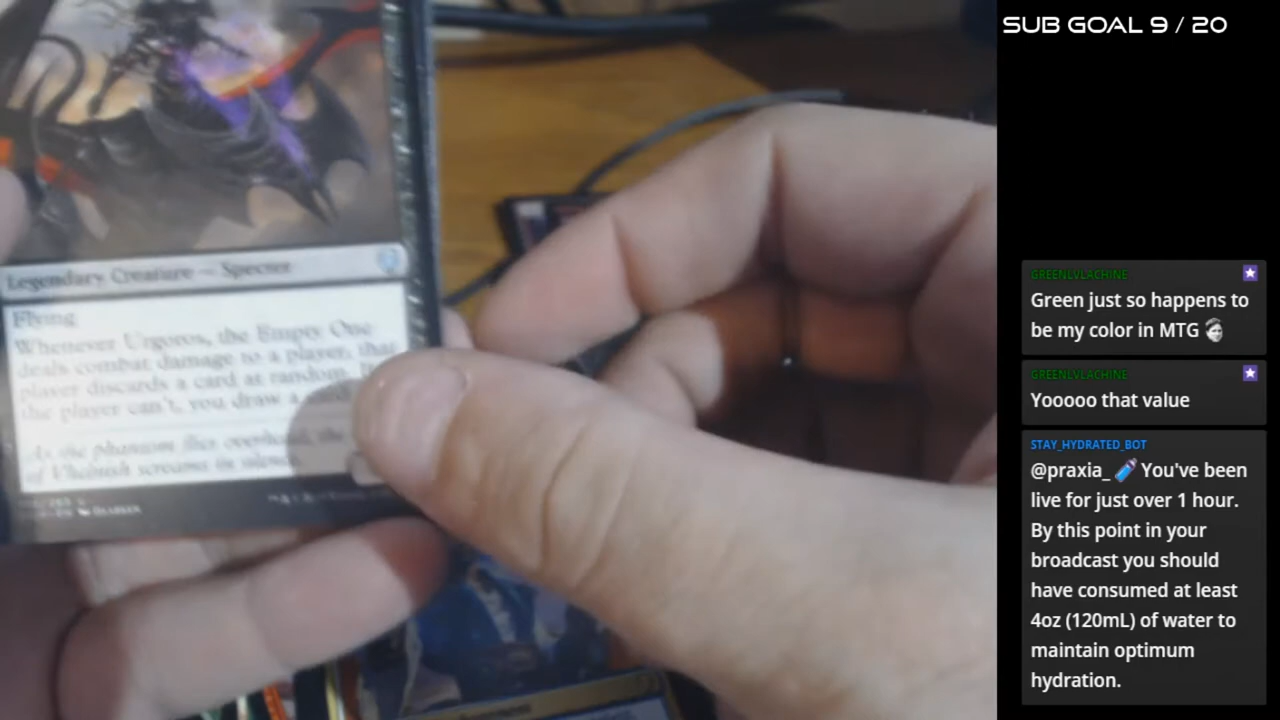 SUB GOAL 9 / 20
Legendary Creature — Specter
Flying
Whenever Urgoros, the Empty One
deals combat damage to a player, that
player discards a card at random. If
the player can't, you draw a card
As the phantom flies overhead, the
screams in silence
GREENLVLACHINE
Green just so happens to
be my color in MTG
GREENLVLACHINE
Yooooo that value
STAY_HYDRATED_BOT
@praxia_ You've been
live for just over 1 hour.
By this point in your
broadcast you should
have consumed at least
4oz (120mL) of water to
maintain optimum
hydration.